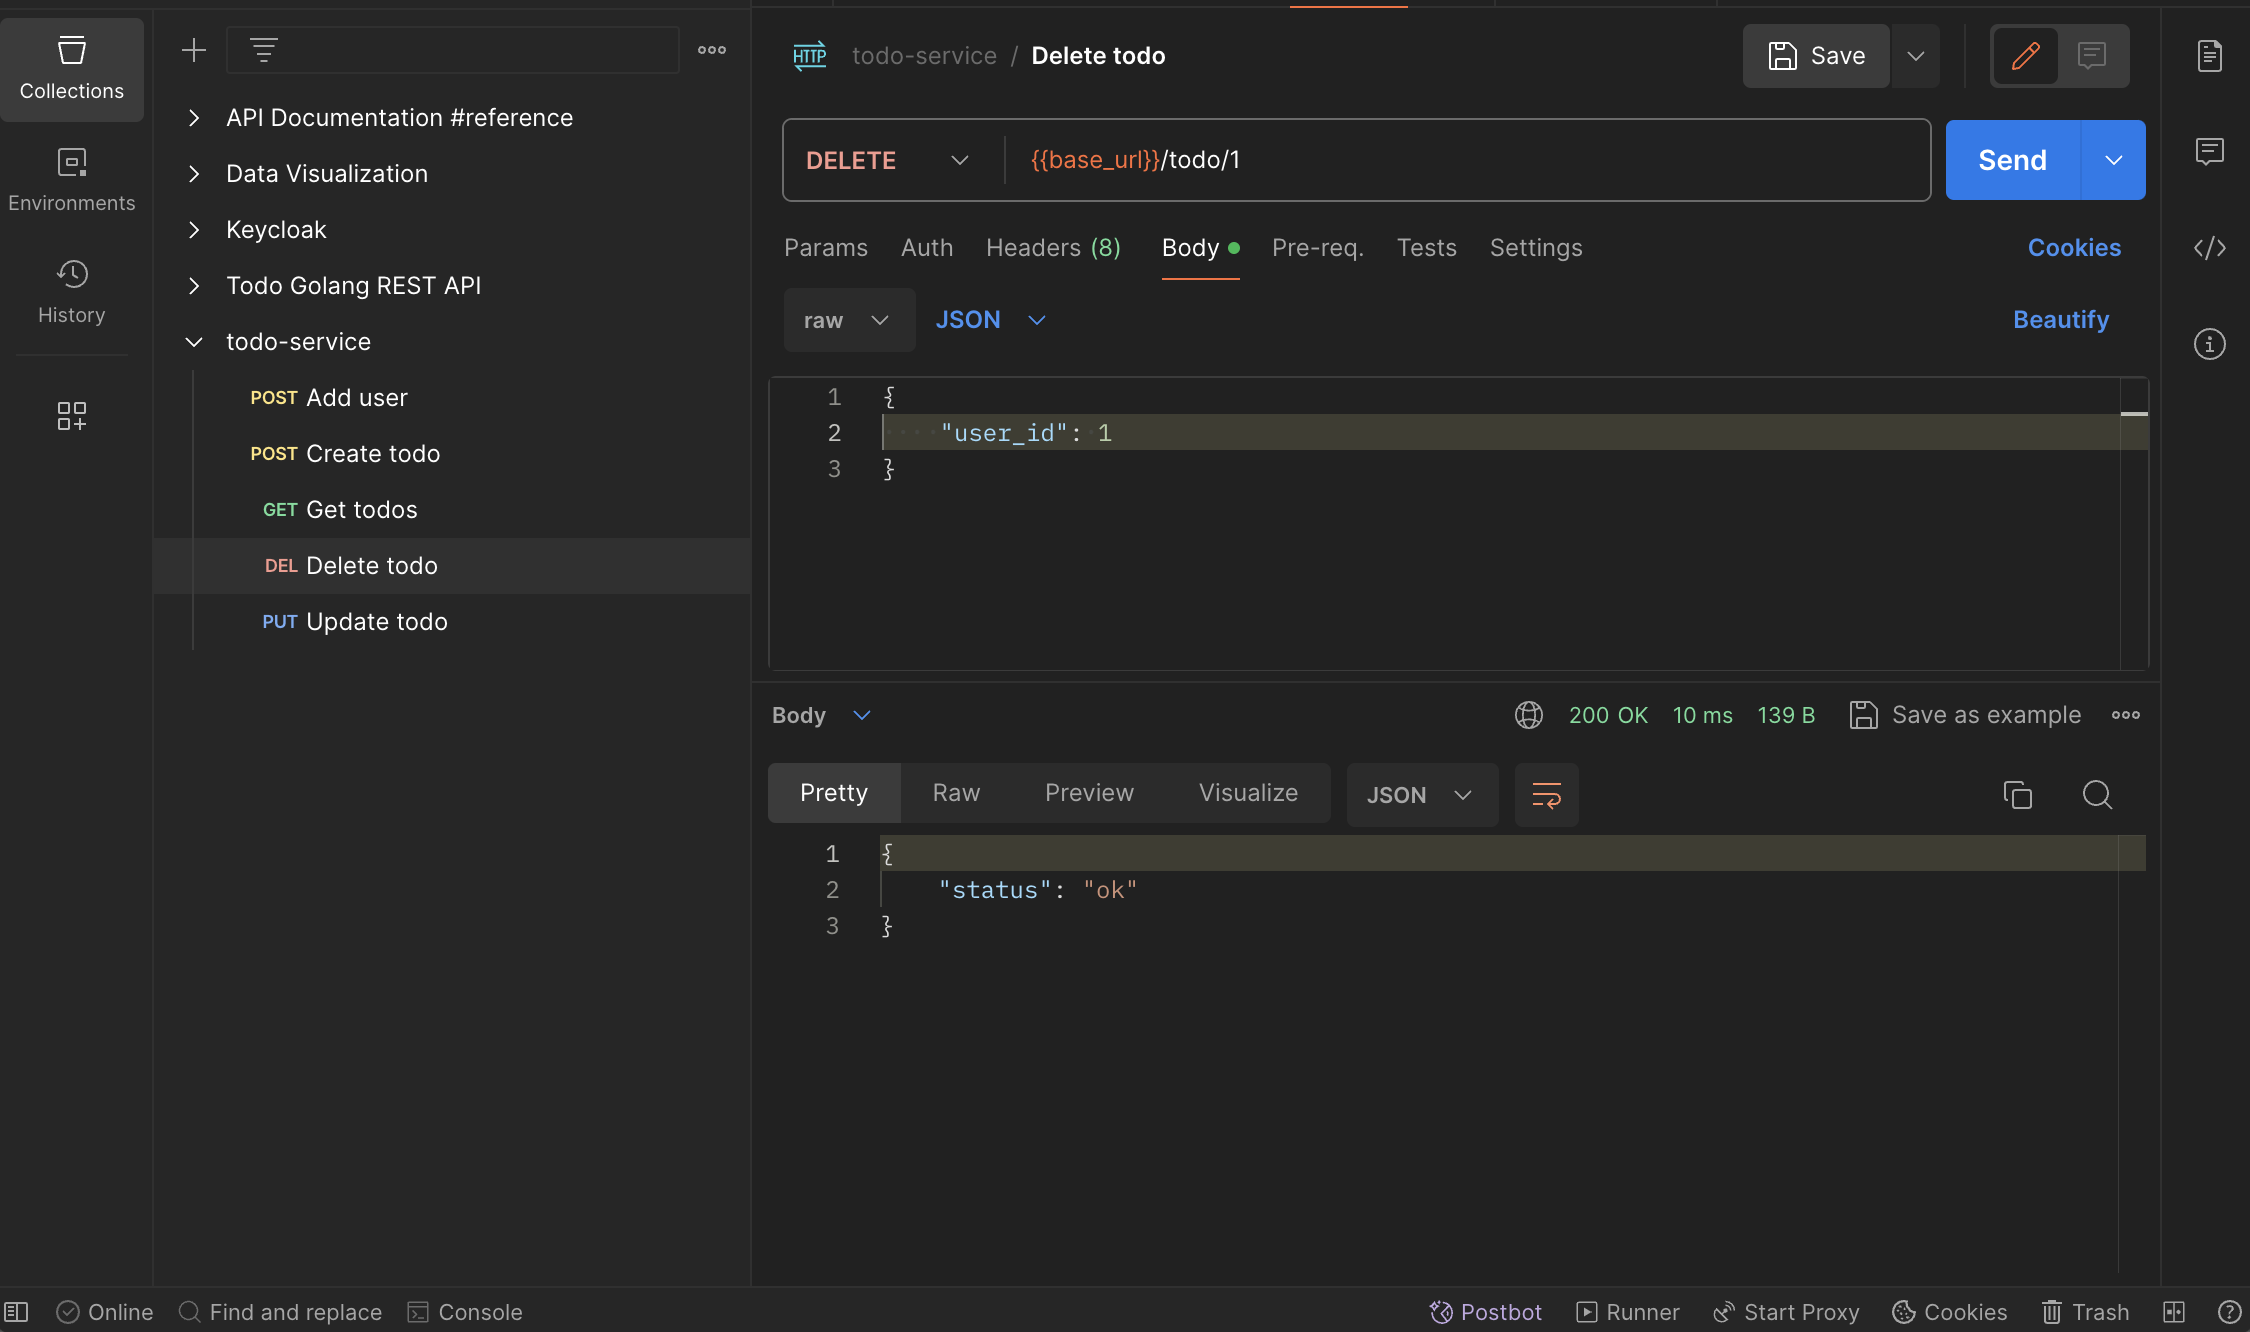 Collections
Environments
History
API Documentation #reference
Data Visualization
Keycloak
Todo Golang REST API
todo-service
POST Add user
POST Create todo
GET Get todos
DEL Delete todo
PUT Update todo
HTTP todo-service / Delete todo
Save
DELETE {{base_url}}/todo/1
Send
Params Auth Headers (8) Body Pre-req. Tests Settings Cookies
raw JSON Beautify
1 {
2 "user_id": 1
3 }
Body 200 OK 10 ms 139 B Save as example
Pretty Raw Preview Visualize JSON
1 {
2 "status": "ok"
3 }
Online Find and replace Console Postbot Runner Start Proxy Cookies Trash